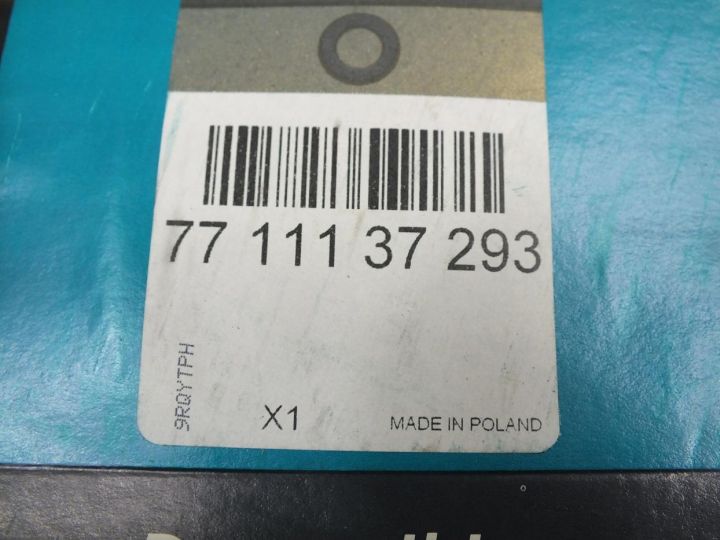 77 111 37 293
9RQYTPH
X1
MADE IN POLAND